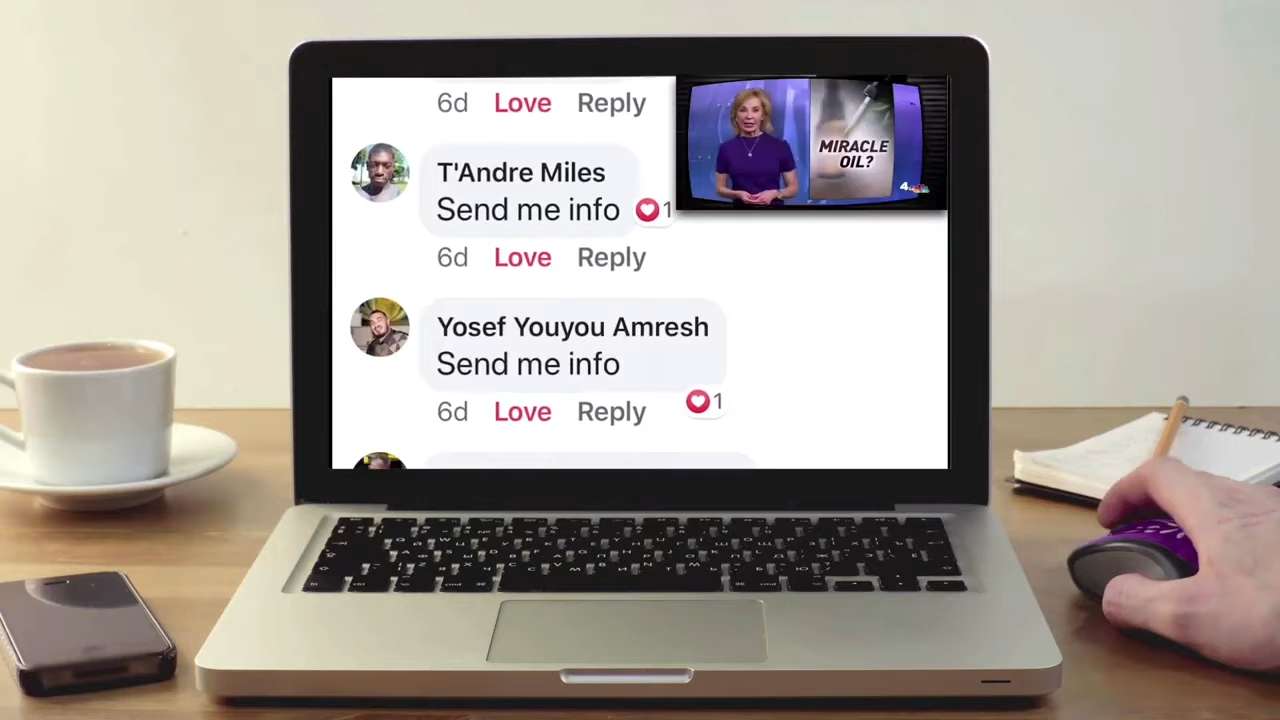 6d Love Reply
MIRACLE
OIL?
4
T'Andre Miles
Send me info 1
6d Love Reply
Yosef Youyou Amresh
Send me info
1
6d Love Reply